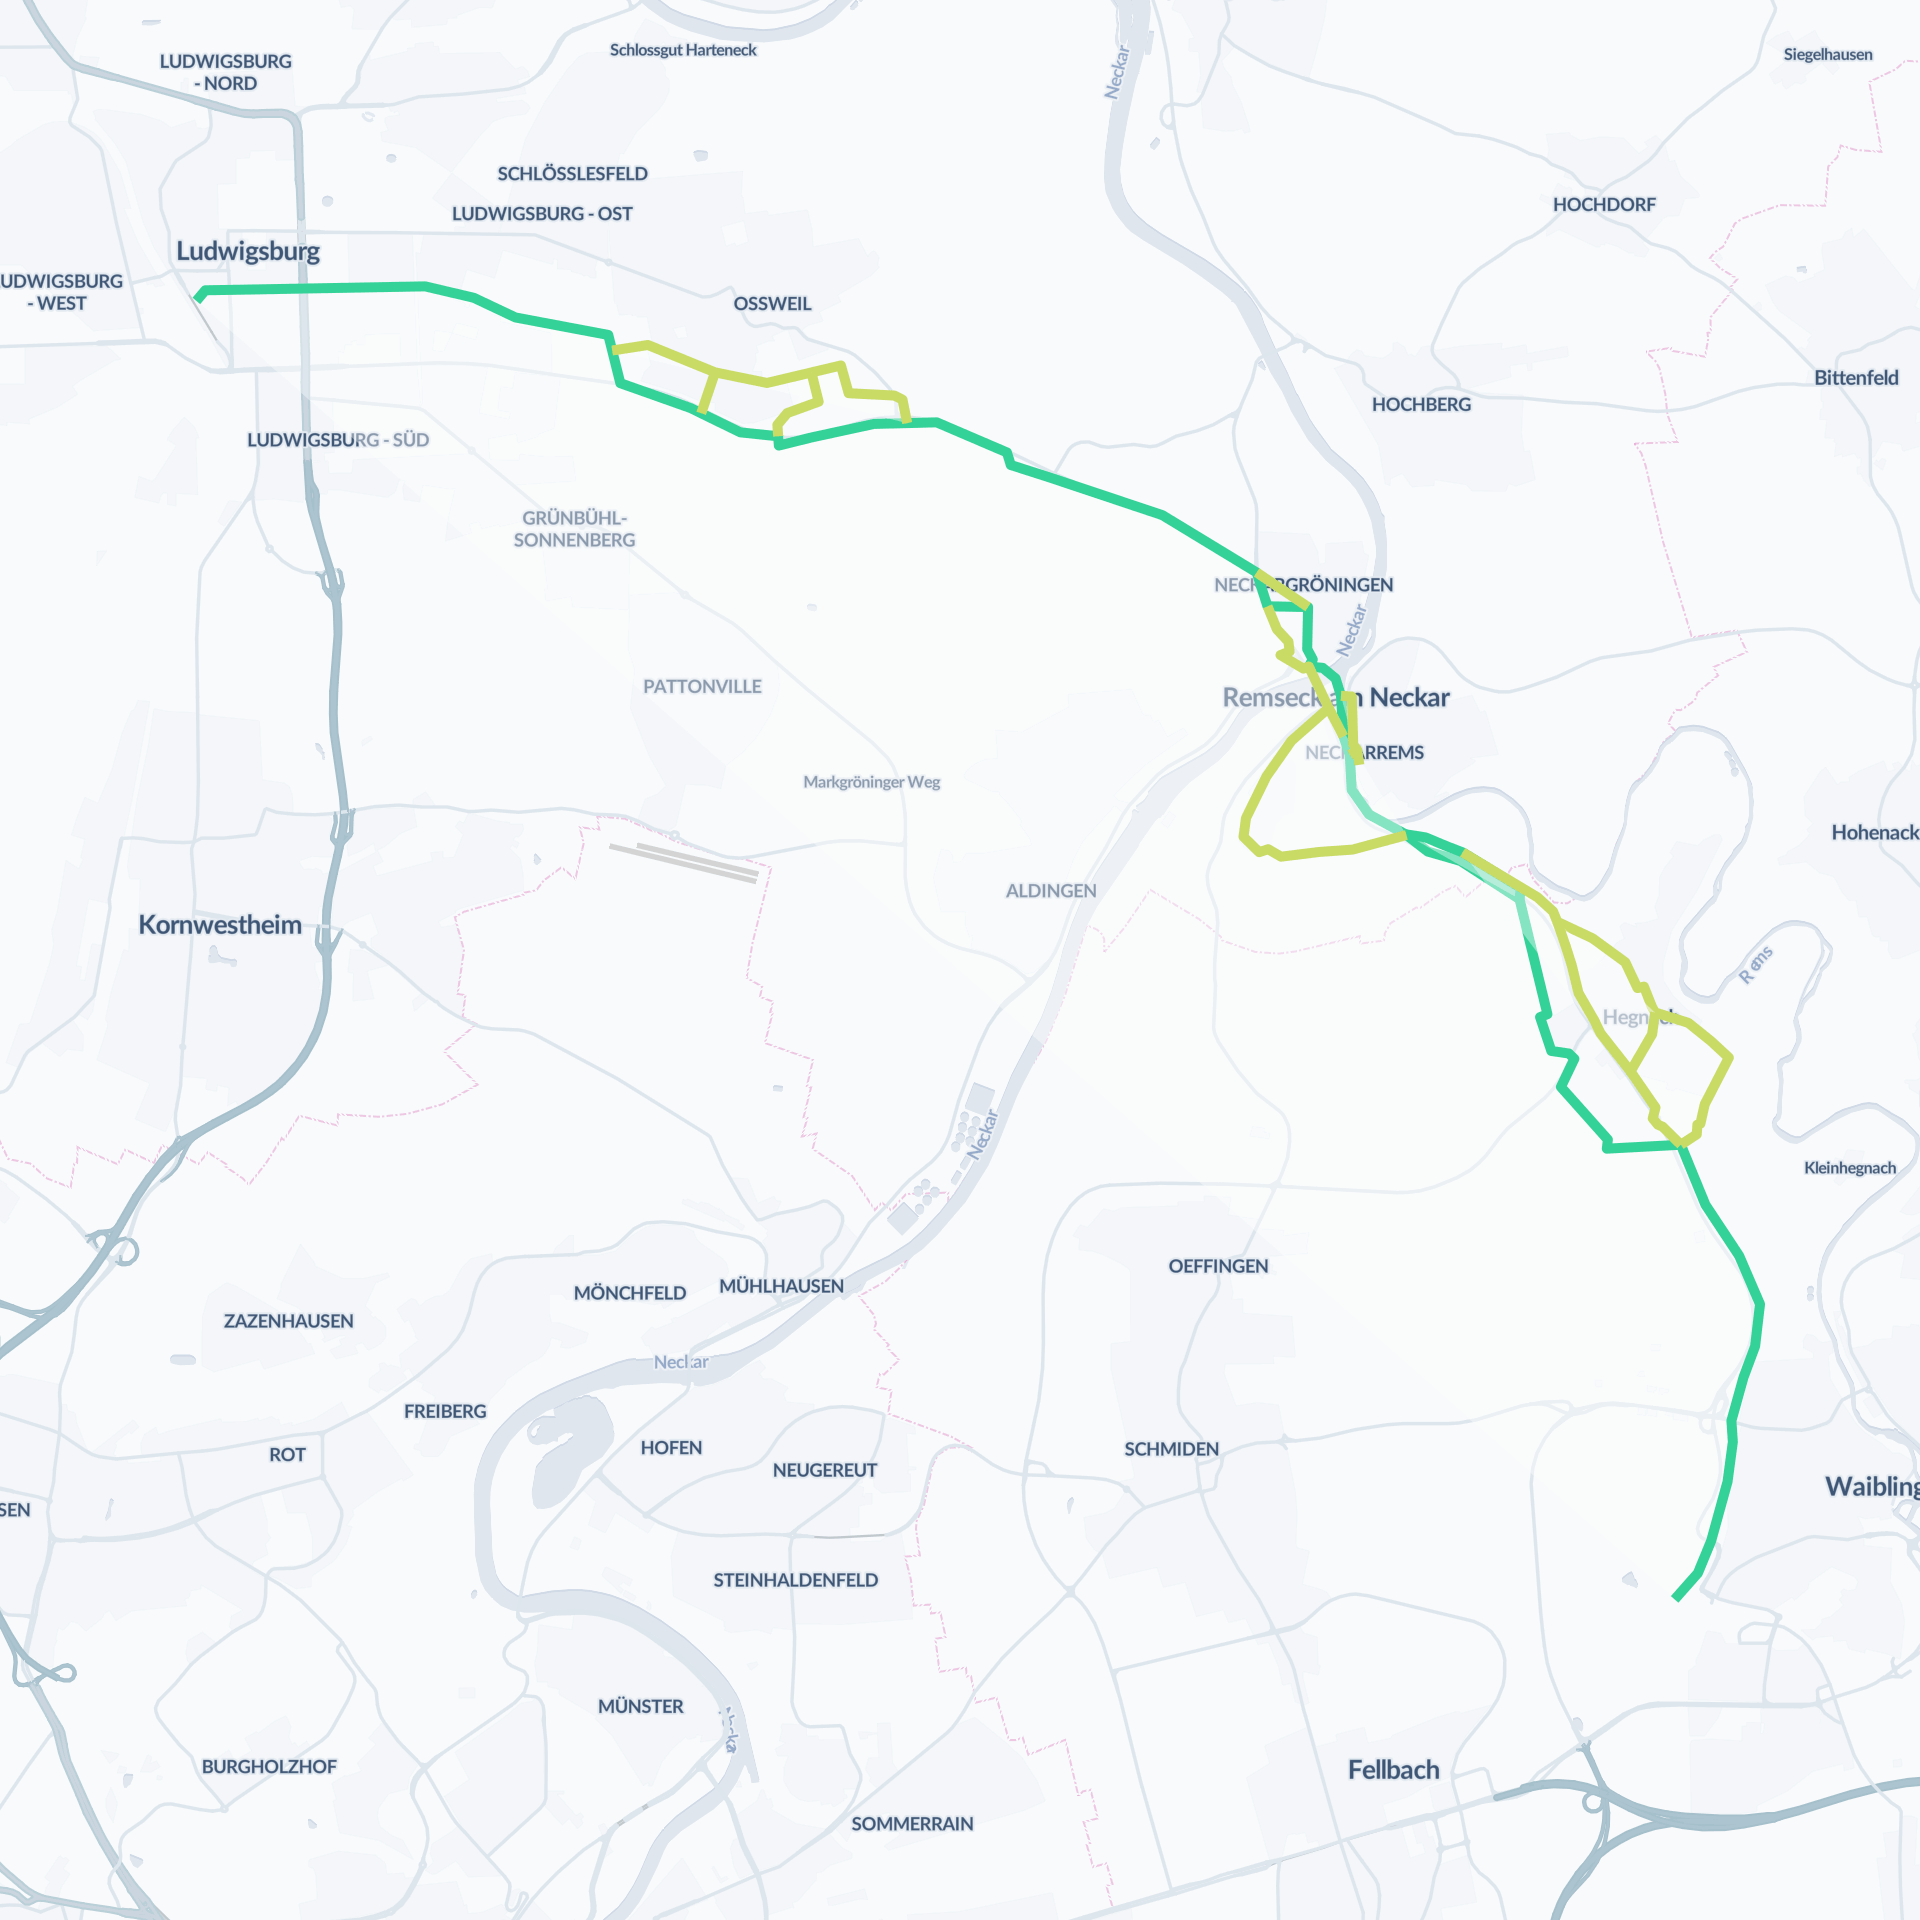 Schlossgut Harteneck
Siegelhausen
LUDWIGSBURG
- NORD
Neckar
SCHLÖSSLESFELD
LUDWIGSBURG - OST
HOCHDORF
Ludwigsburg
UDWIGSBURG
- WEST
OSSWEIL
Bittenfeld
HOCHBERG
LUDWIGSBURG - SÜD
GRÜNBÜHL-
SONNENBERG
NECKARGRÖNINGEN
Neckar
PATTONVILLE
Remseck am Neckar
NECKARREMS
Markgröninger Weg
Hohenack
ALDINGEN
Kornwestheim
Rems
Hegnach
Neckar
Kleinhegnach
OEFFINGEN
MÖNCHFELD
MÜHLHAUSEN
ZAZENHAUSEN
Neckar
FREIBERG
HOFEN
SCHMIDEN
ROT
NEUGEREUT
Waibling
SEN
STEINHALDENFELD
MÜNSTER
Neckar
BURGHOLZHOF
Fellbach
SOMMERRAIN